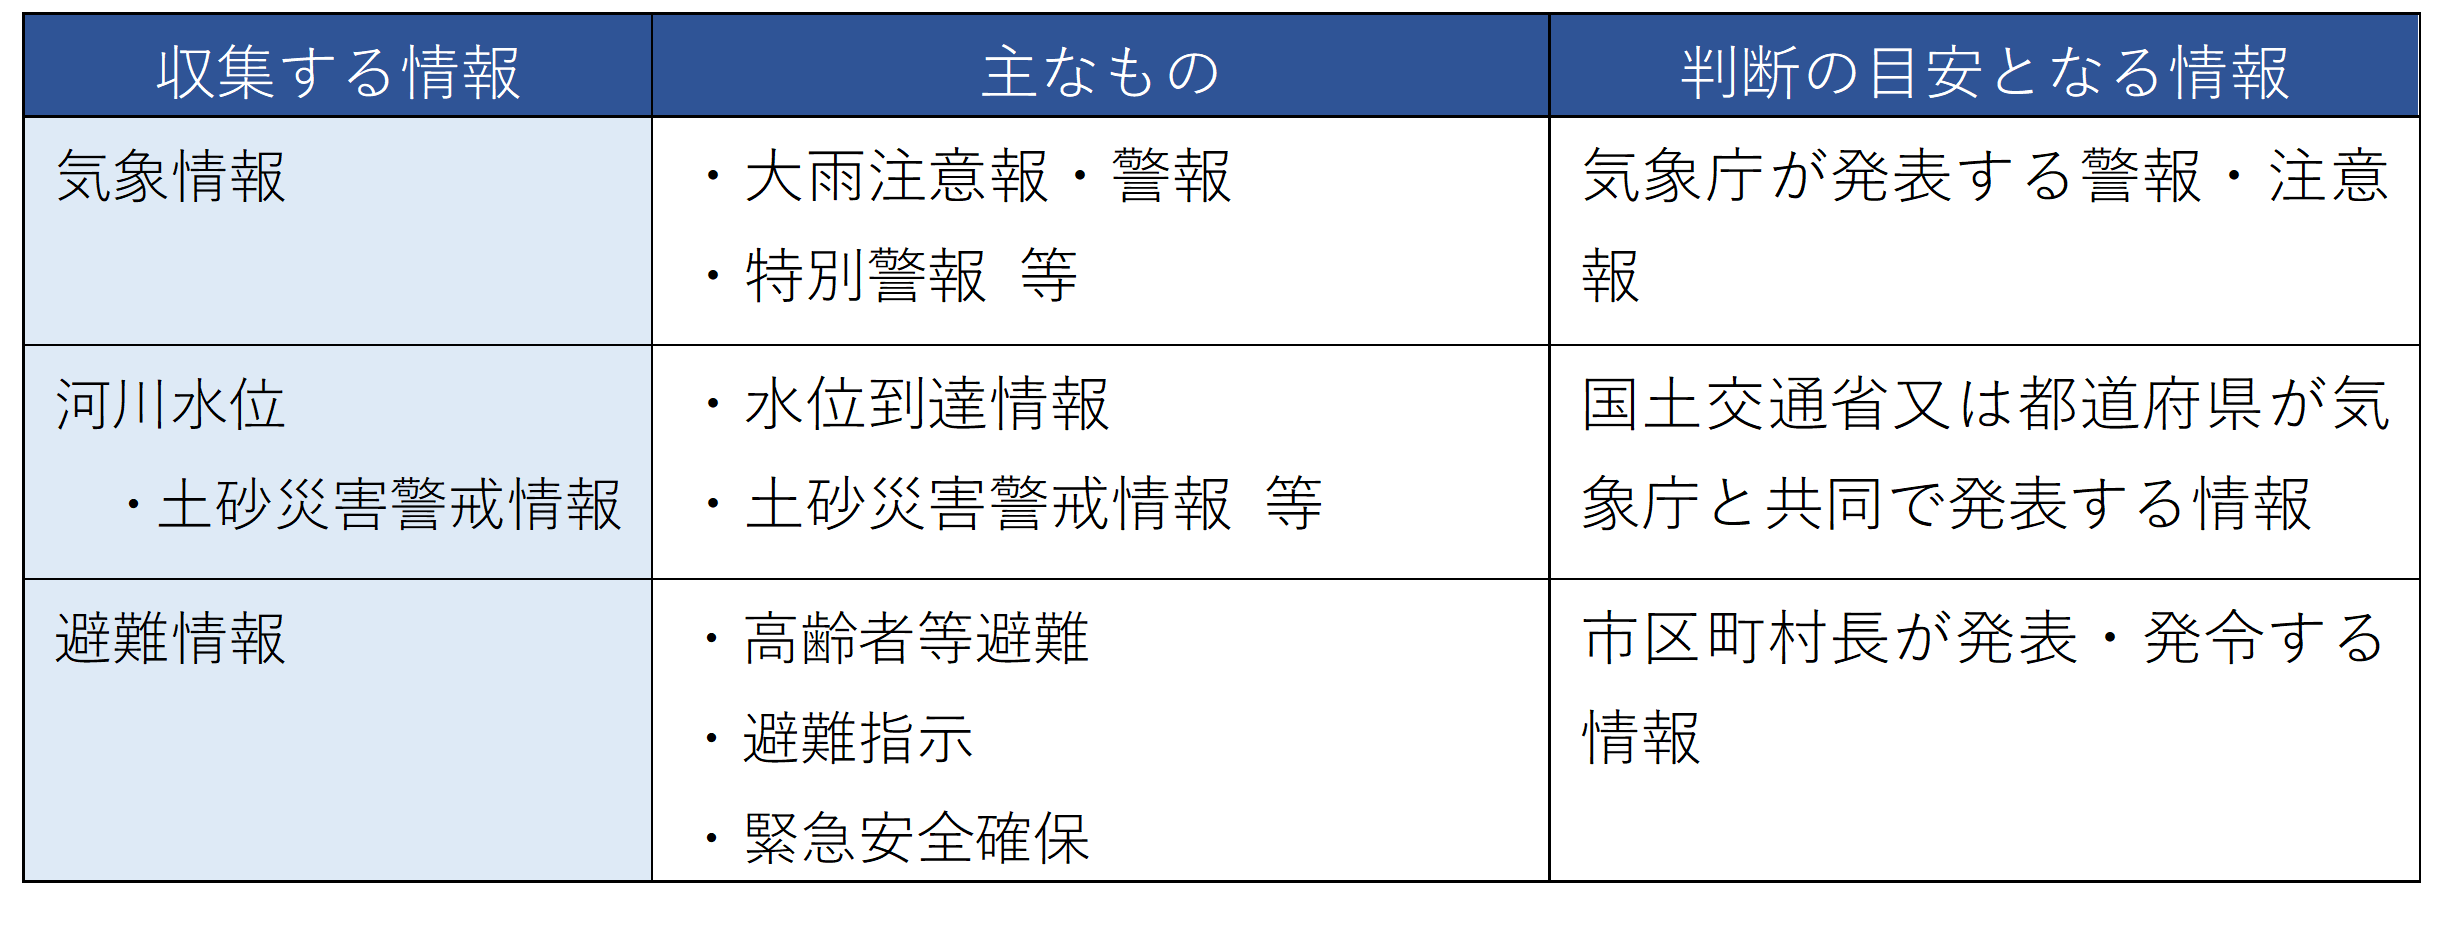 収集する情報
主なもの
判断の目安となる情報
気象情報
・大雨注意報・警報
・特別警報 等
気象庁が発表する警報・注意
報
河川水位
・土砂災害警戒情報
・水位到達情報
・土砂災害警戒情報 等
国土交通省又は都道府県が気
象庁と共同で発表する情報
避難情報
・高齢者等避難
・避難指示
・緊急安全確保
市区町村長が発表・発令する
情報